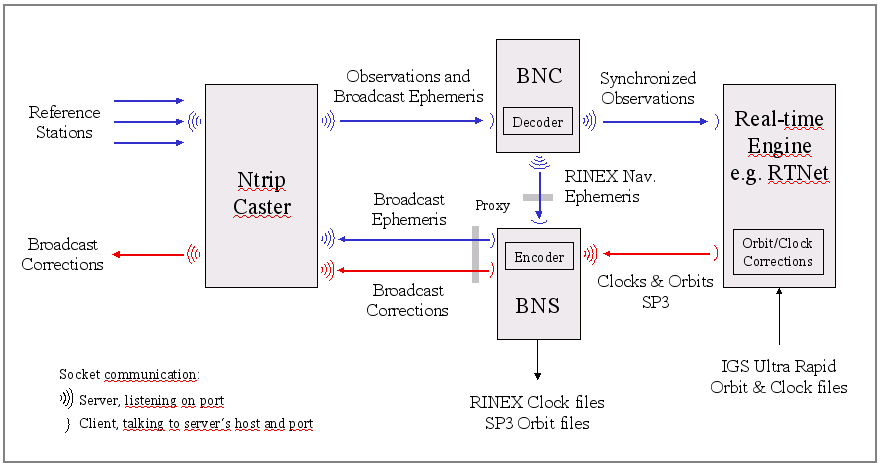 Reference
Stations
Broadcast
Corrections
Ntrip
Caster
Observations and
Broadcast Ephemeris
BNC
Decoder
Synchronized
Observations
Real-time
Engine
e.g. RTNet
Orbit/Clock
Corrections
RINEX Nav.
Ephemeris
Proxy
Broadcast
Ephemeris
Broadcast
Corrections
Encoder
BNS
Clocks & Orbits
SP3
IGS Ultra Rapid
Orbit & Clock files
RINEX Clock files
SP3 Orbit files
Socket communication:
Server, listening on port
Client, talking to server's host and port